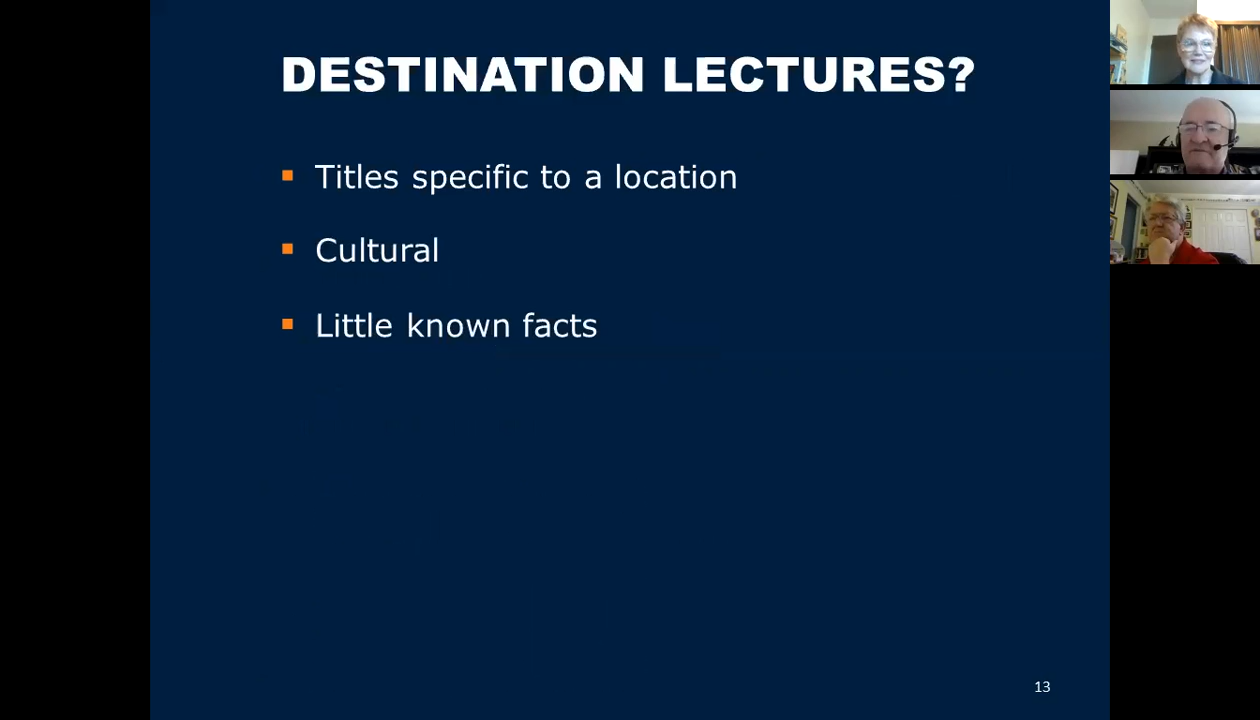 DESTINATION LECTURES?
Titles specific to a location
Cultural
Little known facts
13